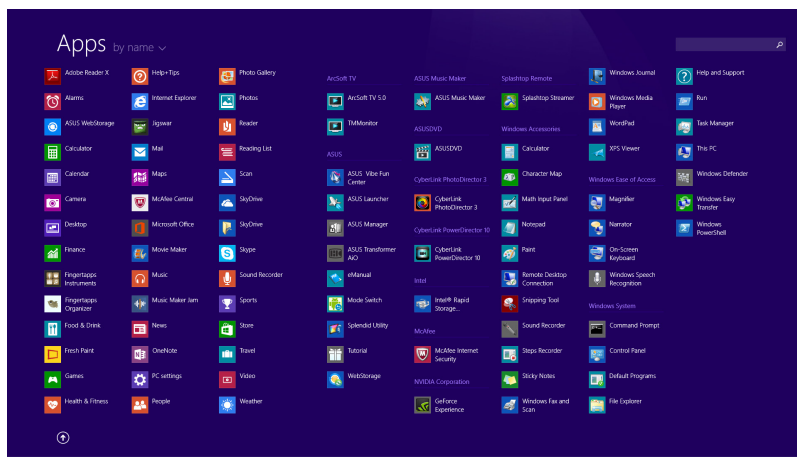 Apps by name
Adobe Reader X
Alarms
ASUS WebStorage
Calculator
Calendar
Camera
Desktop
Finance
Fingertapps
Instruments
Fingertapps
Organizer
Food & Drink
Fresh Paint
Games
Health & Fitness
Help+Tips
Internet Explorer
Jigswar
Mail
Maps
McAfee Central
Microsoft Office
Movie Maker
Music
Music Maker Jam
News
OneNote
PC settings
People
Photo Gallery
Photos
Reader
Reading List
Scan
SkyDrive
SkyDrive
Skype
Sound Recorder
Sports
Store
Travel
Video
Weather
ArcSoft TV
ArcSoft TV 5.0
TMMonitor
ASUS
ASUS Vibe Fun
Center
ASUS Launcher
ASUS Manager
ASUS Transformer
AiO
eManual
Mode Switch
Splendid Utility
Tutorial
WebStorage
ASUS Music Maker
ASUS Music Maker
ASUSDVD
ASUSDVD
CyberLink PhotoDirector 3
CyberLink
PhotoDirector 3
CyberLink PowerDirector 10
CyberLink
PowerDirector 10
Intel
Intel® Rapid
Storage...
McAfee
McAfee Internet
Security
NVIDIA Corporation
GeForce
Experience
Splashtop Remote
Splashtop Streamer
Windows Accessories
Calculator
Character Map
Math Input Panel
Notepad
Paint
Remote Desktop
Connection
Snipping Tool
Sound Recorder
Steps Recorder
Sticky Notes
Windows Fax and
Scan
Windows Journal
Windows Media
Player
WordPad
XPS Viewer
Windows Ease of Access
Magnifier
Narrator
On-Screen
Keyboard
Windows Speech
Recognition
Windows System
Command Prompt
Control Panel
Default Programs
File Explorer
Help and Support
Run
Task Manager
This PC
Windows Defender
Windows Easy
Transfer
Windows
PowerShell